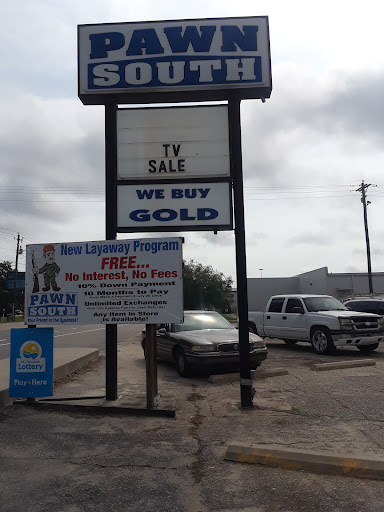 PAWN
SOUTH
TV
SALE
WE BUY
GOLD
New Layaway Program
FREE...
No Interest, No Fees
10% Down Payment
10 Months to Pay
Unlimited Exchanges
Any Item In Store
is Available!
PAWN
SOUTH
Lottery
Play Here